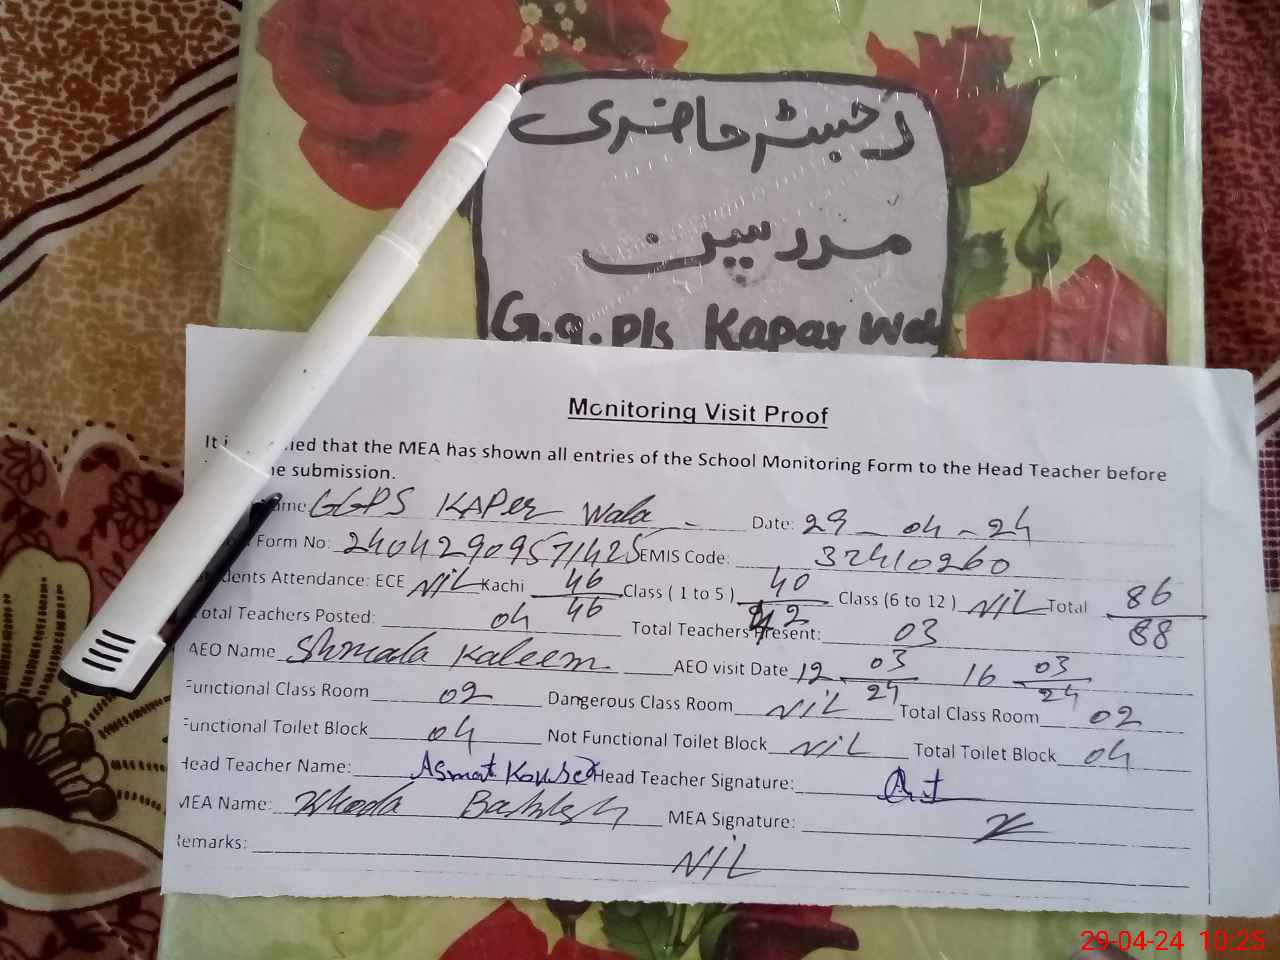 رجسٹر حاضری
مدرسین
G.g.pls Kapar Wala
Monitoring Visit Proof
It i ied that the MEA has shown all entries of the School Monitoring Form to the Head Teacher before
e submission.
ame GGPS KAPer Wala - Date: 29-04-24
Form No: 24042909571425 EMIS Code: 32410260
dents Attendance: ECE NIL Kachi 46/46 Class ( 1 to 5 ) 40/42 Class (6 to 12 ) NIL Total 86/88
Total Teachers Posted: 04 Total Teachers Present: 03
AEO Name Kaleem AEO visit Date 12 03/24 16 03/24
Functional Class Room 02 Dangerous Class Room NIL Total Class Room 02
Functional Toilet Block 04 Not Functional Toilet Block NIL Total Toilet Block 04
Head Teacher Name: Asmat Kousar Head Teacher Signature:
MEA Name: Khoda Bakhsh MEA Signature:
Remarks: NIL
29-04-24 10:25